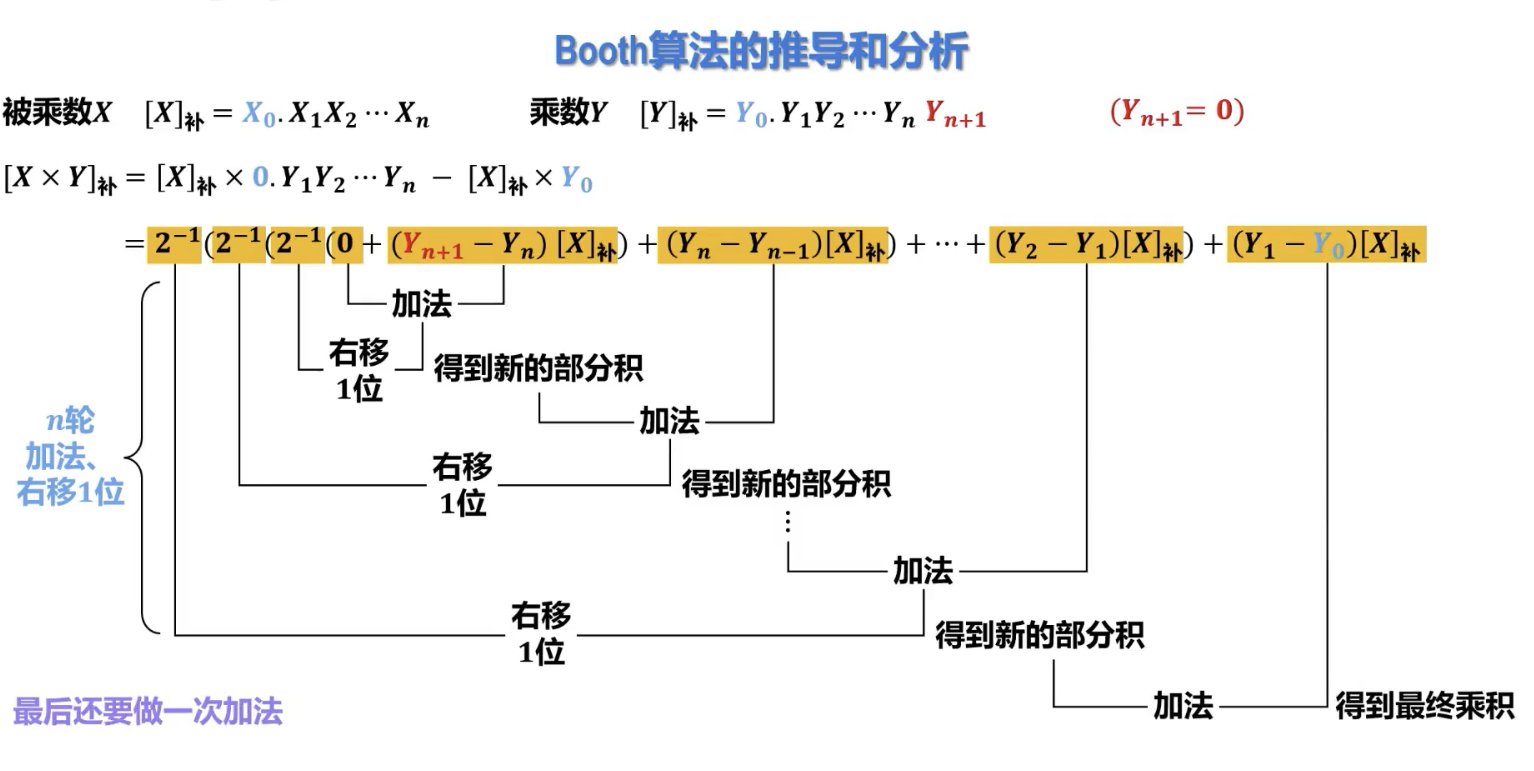 Booth算法的推导和分析
被乘数X [X]补 = X₀.X₁X₂ ⋯ Xₙ 乘数Y [Y]补 = Y₀.Y₁Y₂ ⋯ Yₙ Yₙ₊₁ (Yₙ₊₁= 0)
[X × Y]补 = [X]补 × 0.Y₁Y₂ ⋯ Yₙ − [X]补 × Y₀
= 2⁻¹(2⁻¹(2⁻¹(0 + (Yₙ₊₁ − Yₙ) [X]补) + (Yₙ − Yₙ₋₁)[X]补) + ⋯ + (Y₂ − Y₁)[X]补) + (Y₁ − Y₀)[X]补
加法
右移
1位
得到新的部分积
加法
n轮
加法、
右移1位
右移
1位
得到新的部分积
⋮
加法
右移
1位
得到新的部分积
最后还要做一次加法
加法
得到最终乘积